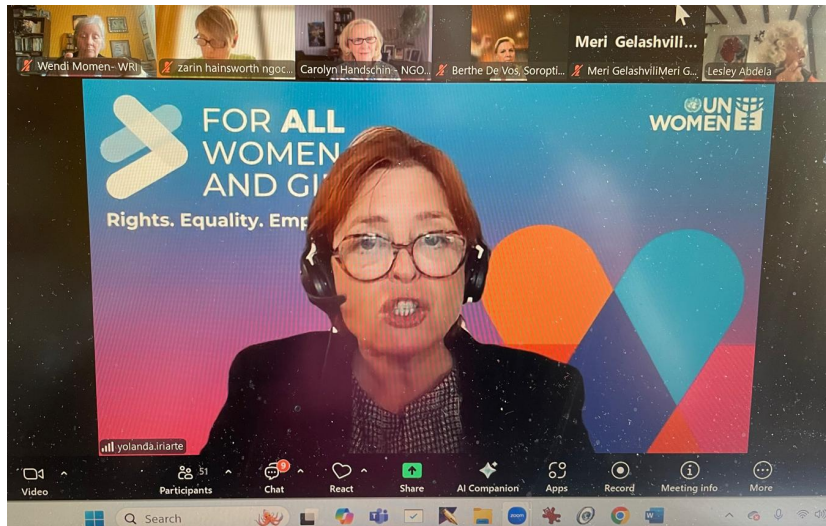 Wendi Momen- WRI
zarin hainsworth ngoc...
Carolyn Handschin - NGO...
Berthe De Vos, Soropti...
Meri Gelashvili...
Meri GelashviliMeri G...
Lesley Abdela
FOR ALL
WOMEN
AND GI
Rights. Equality. Emp
UN
WOMEN
yolanda.iriarte
Video
Participants
51
Chat
9
React
Share
AI Companion
Apps
Record
Meeting info
More
Search
zoom
W